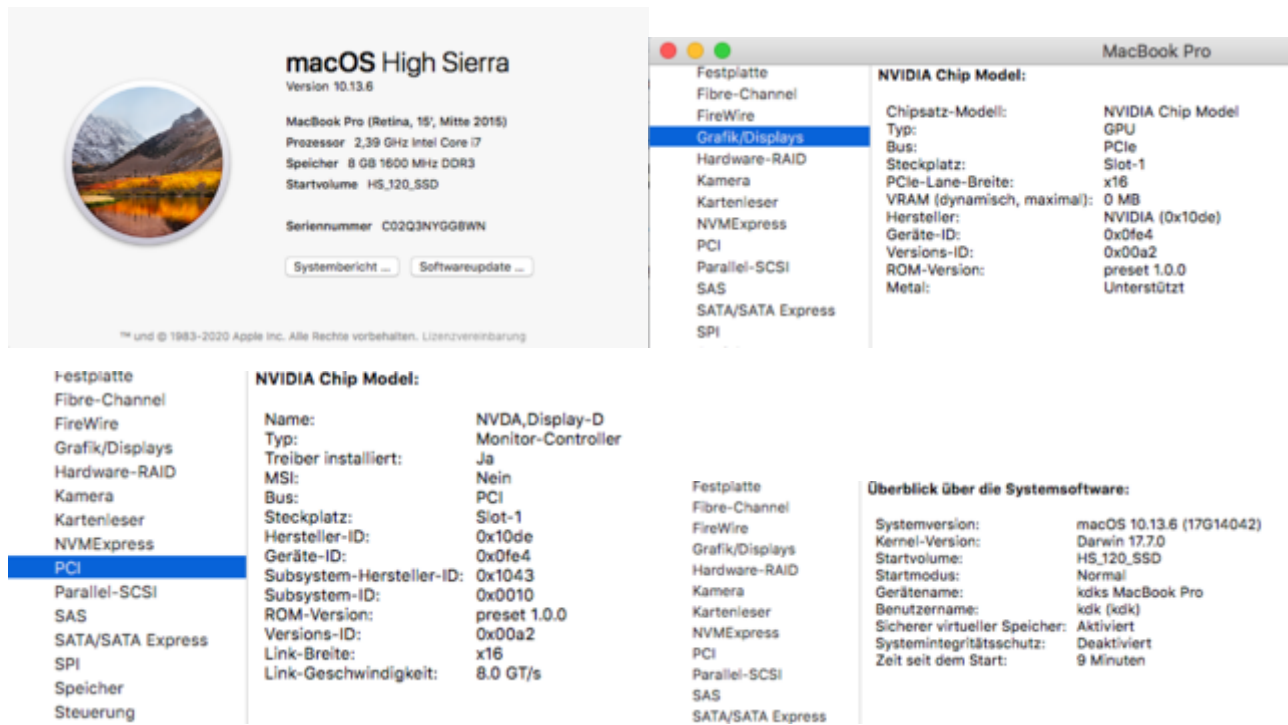 macOS High Sierra
Version 10.13.6
MacBook Pro (Retina, 15', Mitte 2015)
Prozessor 2,39 GHz Intel Core i7
Speicher 8 GB 1600 MHz DDR3
Startvolume HS_120_SSD
Seriennummer C02Q3NYGG8WN
Systembericht ... Softwareupdate ...
™ und © 1983-2020 Apple Inc. Alle Rechte vorbehalten. Lizenzvereinbarung
MacBook Pro
Festplatte
Fibre-Channel
FireWire
Grafik/Displays
Hardware-RAID
Kamera
Kartenleser
NVMExpress
PCI
Parallel-SCSI
SAS
SATA/SATA Express
SPI
NVIDIA Chip Model:
Chipsatz-Modell: NVIDIA Chip Model
Typ: GPU
Bus: PCIe
Steckplatz: Slot-1
PCIe-Lane-Breite: x16
VRAM (dynamisch, maximal): 0 MB
Hersteller: NVIDIA (0x10de)
Geräte-ID: 0x0fe4
Versions-ID: 0x00a2
ROM-Version: preset 1.0.0
Metal: Unterstützt
Festplatte
Fibre-Channel
FireWire
Grafik/Displays
Hardware-RAID
Kamera
Kartenleser
NVMExpress
PCI
Parallel-SCSI
SAS
SATA/SATA Express
SPI
Speicher
Steuerung
NVIDIA Chip Model:
Name: NVDA,Display-D
Typ: Monitor-Controller
Treiber installiert: Ja
MSI: Nein
Bus: PCI
Steckplatz: Slot-1
Hersteller-ID: 0x10de
Geräte-ID: 0x0fe4
Subsystem-Hersteller-ID: 0x1043
Subsystem-ID: 0x0010
ROM-Version: preset 1.0.0
Versions-ID: 0x00a2
Link-Breite: x16
Link-Geschwindigkeit: 8.0 GT/s
Festplatte
Fibre-Channel
FireWire
Grafik/Displays
Hardware-RAID
Kamera
Kartenleser
NVMExpress
PCI
Parallel-SCSI
SAS
SATA/SATA Express
Überblick über die Systemsoftware:
Systemversion: macOS 10.13.6 (17G14042)
Kernel-Version: Darwin 17.7.0
Startvolume: HS_120_SSD
Startmodus: Normal
Gerätename: kdks MacBook Pro
Benutzername: kdk (kdk)
Sicherer virtueller Speicher: Aktiviert
Systemintegritätsschutz: Deaktiviert
Zeit seit dem Start: 9 Minuten